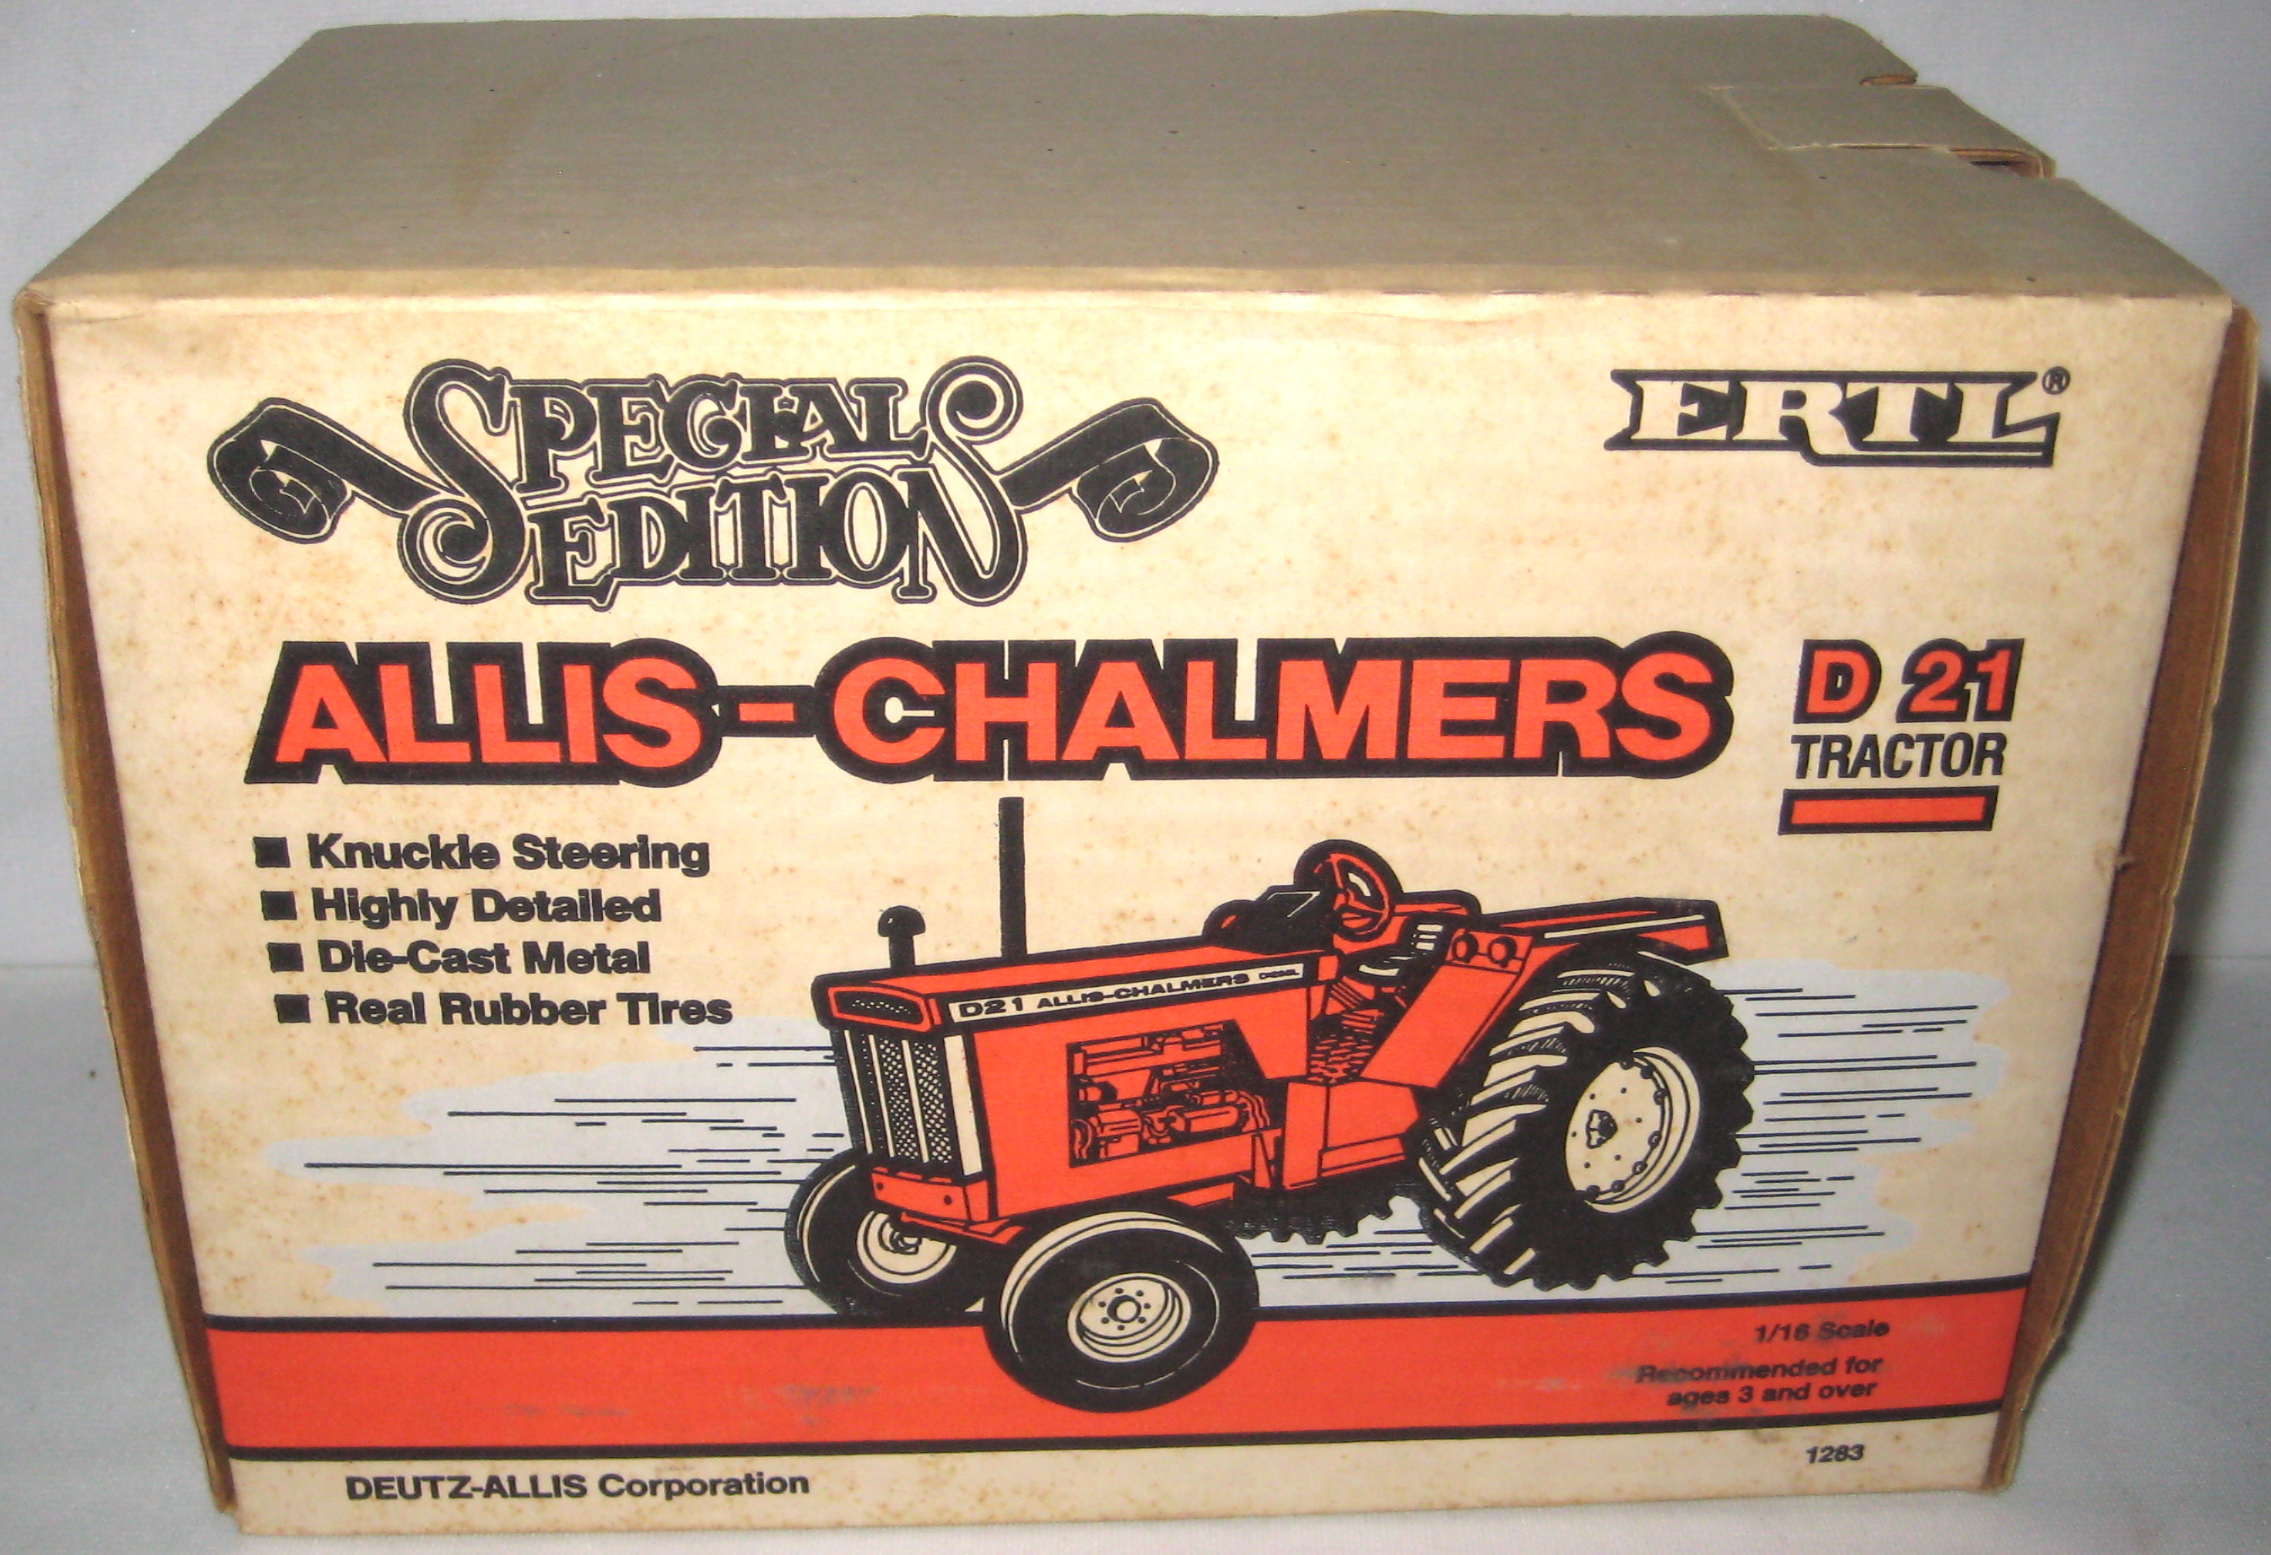 SPECIAL
EDITION
ERTL®
ALLIS-CHALMERS
D 21
TRACTOR
■ Knuckle Steering
■ Highly Detailed
■ Die-Cast Metal
■ Real Rubber Tires
D21 ALLIS-CHALMERS DIESEL
1/16 Scale
Recommended for
ages 3 and over
1283
DEUTZ-ALLIS Corporation